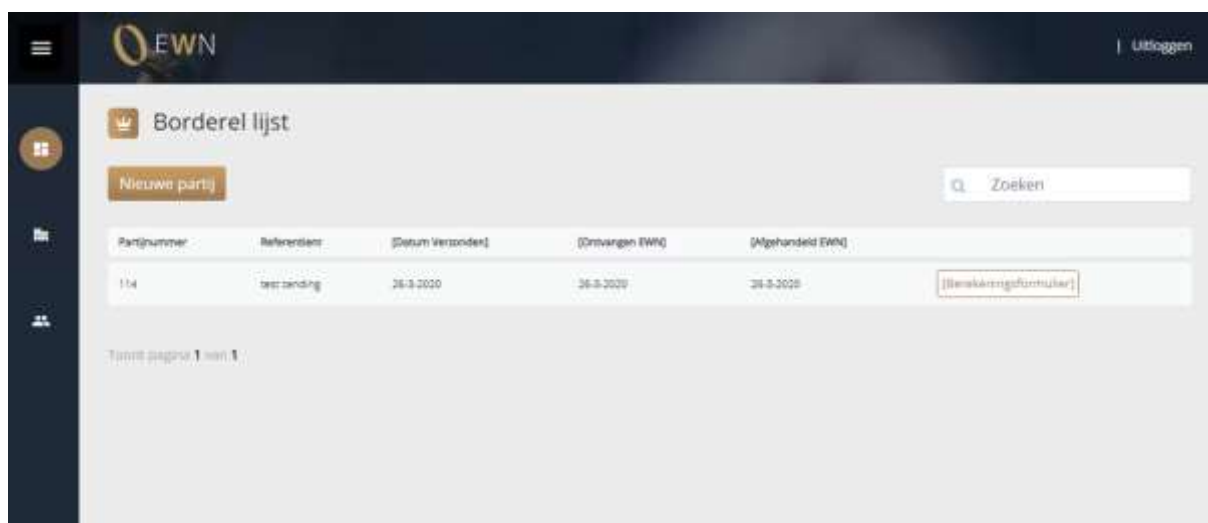 EWN
| Uitloggen
Borderel lijst
Nieuwe partij
Zoeken
Partijnummer Referentienr [Datum Verzonden] [Ontvangen EWN] [Afgehandeld EWN]
114 test zending 26-3-2020 26-3-2020 26-3-2020 [Berekeningsformulier]
Toont pagina 1 van 1